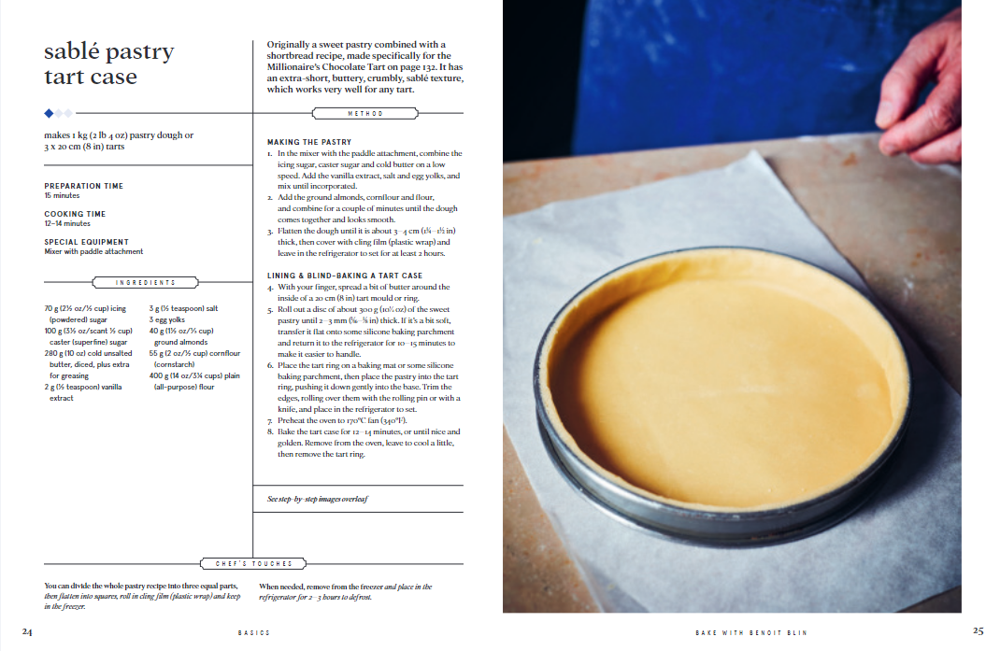 sablé pastry
tart case
makes 1 kg (2 lb 4 oz) pastry dough or
3 x 20 cm (8 in) tarts
PREPARATION TIME
15 minutes
COOKING TIME
12–14 minutes
SPECIAL EQUIPMENT
Mixer with paddle attachment
INGREDIENTS
70 g (2½ oz/½ cup) icing
(powdered) sugar
100 g (3½ oz/scant ½ cup)
caster (superfine) sugar
280 g (10 oz) cold unsalted
butter, diced, plus extra
for greasing
2 g (½ teaspoon) vanilla
extract
3 g (½ teaspoon) salt
3 egg yolks
40 g (1½ oz/⅓ cup)
ground almonds
55 g (2 oz/½ cup) cornflour
(cornstarch)
400 g (14 oz/3¼ cups) plain
(all-purpose) flour
Originally a sweet pastry combined with a
shortbread recipe, made specifically for the
Millionaire's Chocolate Tart on page 132. It has
an extra-short, buttery, crumbly, sablé texture,
which works very well for any tart.
METHOD
MAKING THE PASTRY
1. In the mixer with the paddle attachment, combine the
icing sugar, caster sugar and cold butter on a low
speed. Add the vanilla extract, salt and egg yolks, and
mix until incorporated.
2. Add the ground almonds, cornflour and flour,
and combine for a couple of minutes until the dough
comes together and looks smooth.
3. Flatten the dough until it is about 3–4 cm (1¼–1½ in)
thick, then cover with cling film (plastic wrap) and
leave in the refrigerator to set for at least 2 hours.
LINING & BLIND-BAKING A TART CASE
4. With your finger, spread a bit of butter around the
inside of a 20 cm (8 in) tart mould or ring.
5. Roll out a disc of about 300 g (10½ oz) of the sweet
pastry until 2–3 mm (1/16–⅛ in) thick. If it's a bit soft,
transfer it flat onto some silicone baking parchment
and return it to the refrigerator for 10–15 minutes to
make it easier to handle.
6. Place the tart ring on a baking mat or some silicone
baking parchment, then place the pastry into the tart
ring, pushing it down gently into the base. Trim the
edges, rolling over them with the rolling pin or with a
knife, and place in the refrigerator to set.
7. Preheat the oven to 170°C fan (340°F).
8. Bake the tart case for 12–14 minutes, or until nice and
golden. Remove from the oven, leave to cool a little,
then remove the tart ring.
See step-by-step images overleaf
CHEF'S TOUCHES
You can divide the whole pastry recipe into three equal parts,
then flatten into squares, roll in cling film (plastic wrap) and keep
in the freezer.
When needed, remove from the freezer and place in the
refrigerator for 2–3 hours to defrost.
24
BASICS
BAKE WITH BENOIT BLIN
25